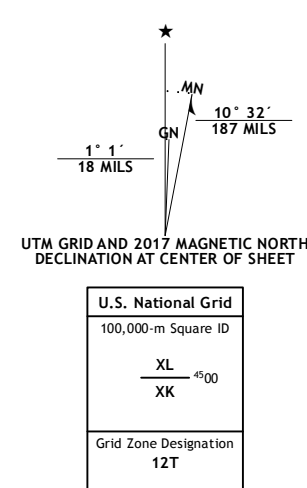 ★
MN
GN
10° 32´
187 MILS
1° 1´
18 MILS
UTM GRID AND 2017 MAGNETIC NORTH
DECLINATION AT CENTER OF SHEET
U.S. National Grid
100,000-m Square ID
XL
4500
XK
Grid Zone Designation
12T